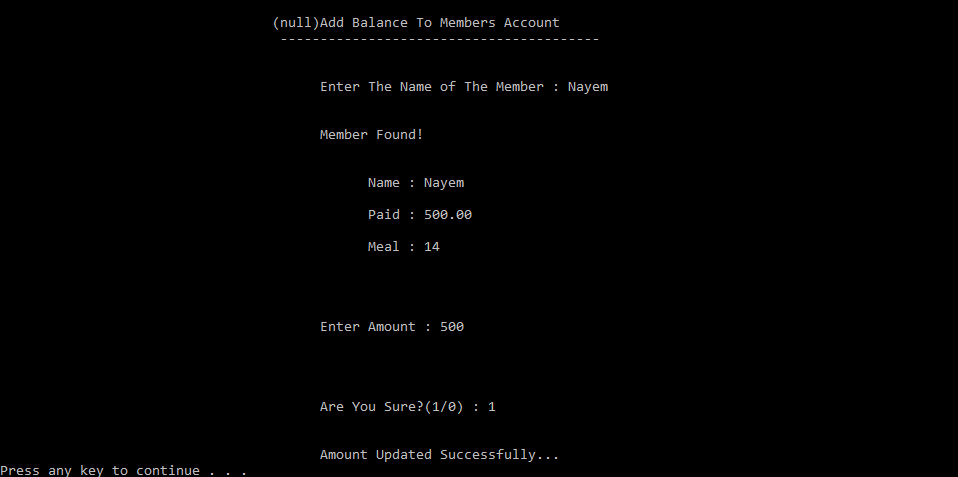 (null)Add Balance To Members Account
----------------------------------------
Enter The Name of The Member : Nayem
Member Found!
Name : Nayem
Paid : 500.00
Meal : 14
Enter Amount : 500
Are You Sure?(1/0) : 1
Amount Updated Successfully...
Press any key to continue . . .